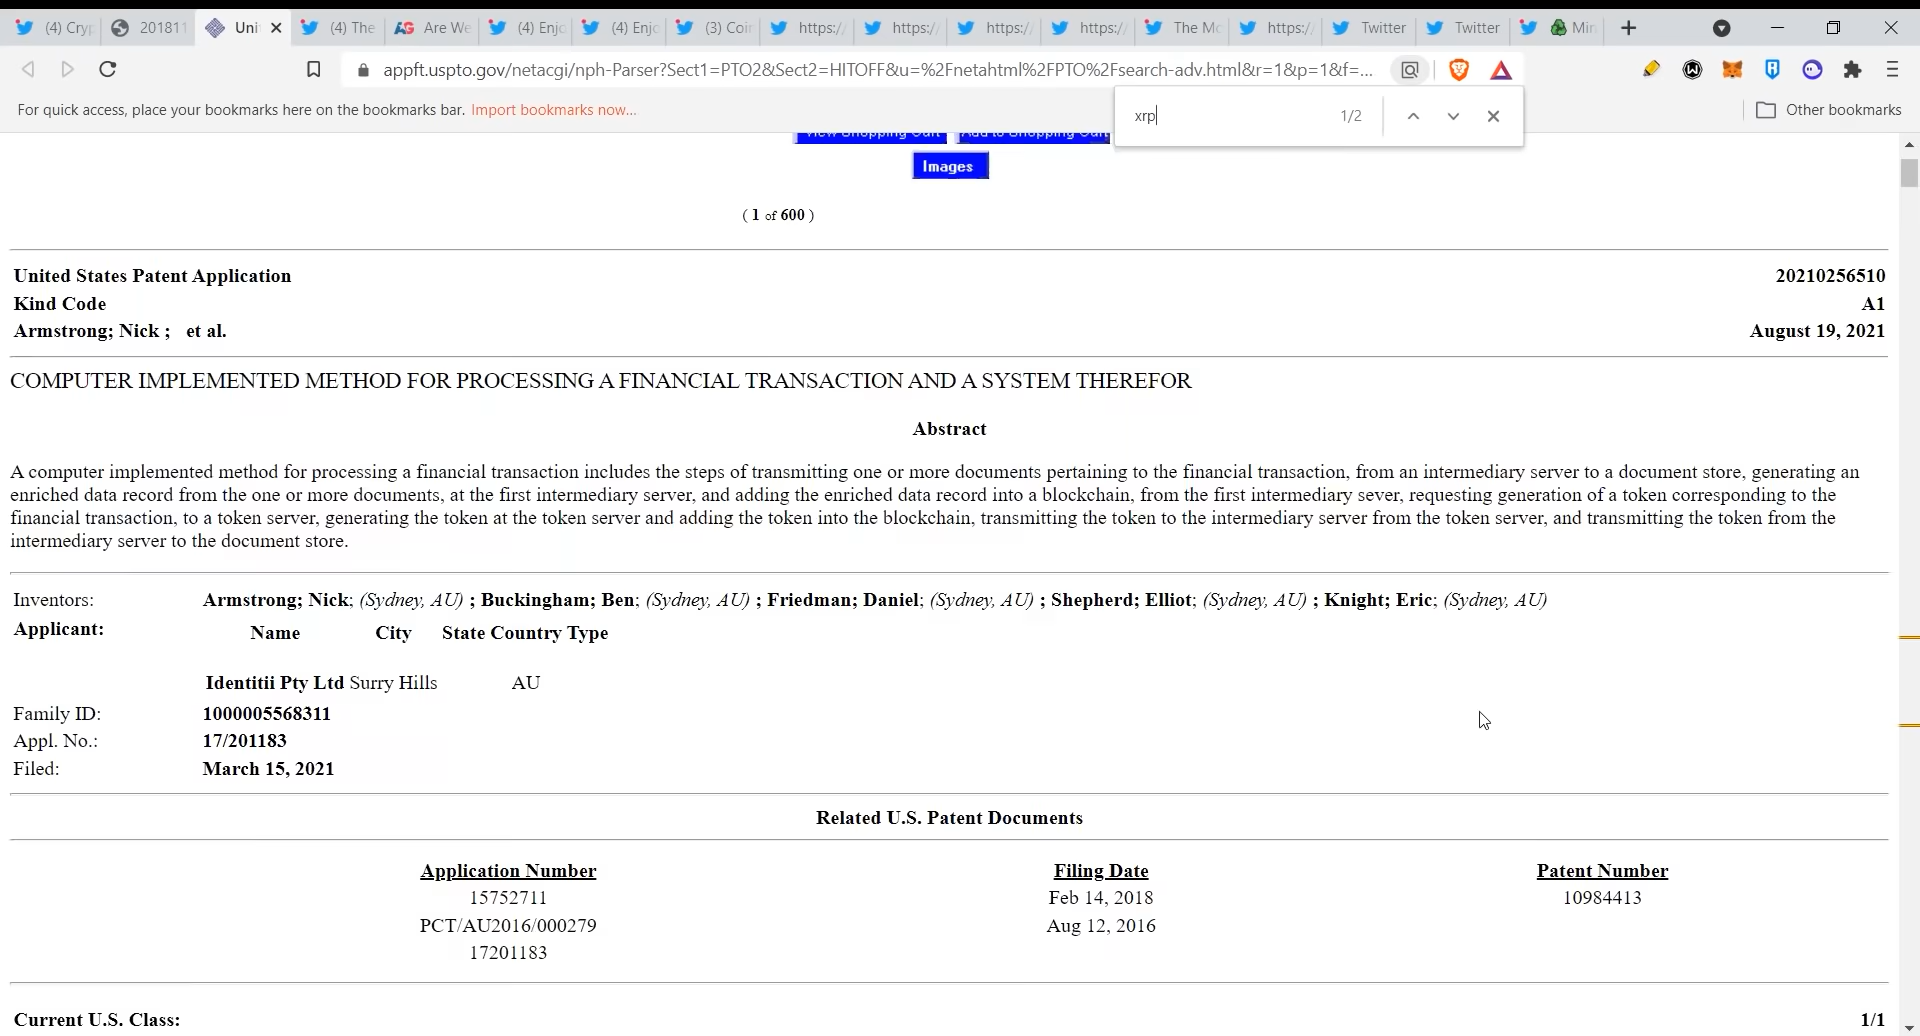 (4) Cryp
201811
Uni
(4) The
Are We
(4) Enjo
(4) Enjo
(3) Coin
https:/
https:/
https:/
https:/
The Mo
https:/
Twitter
Twitter
Min
appft.uspto.gov/netacgi/nph-Parser?Sect1=PTO2&Sect2=HITOFF&u=%2Fnetahtml%2FPTO%2Fsearch-adv.html&r=1&p=1&f=...
For quick access, place your bookmarks here on the bookmarks bar. Import bookmarks now...
Other bookmarks
xrp 1/2
View Shopping Cart Add to Shopping Cart
Images
( 1 of 600 )
United States Patent Application 20210256510
Kind Code A1
Armstrong; Nick ; et al. August 19, 2021
COMPUTER IMPLEMENTED METHOD FOR PROCESSING A FINANCIAL TRANSACTION AND A SYSTEM THEREFOR
Abstract
A computer implemented method for processing a financial transaction includes the steps of transmitting one or more documents pertaining to the financial transaction, from an intermediary server to a document store, generating an
enriched data record from the one or more documents, at the first intermediary server, and adding the enriched data record into a blockchain, from the first intermediary sever, requesting generation of a token corresponding to the
financial transaction, to a token server, generating the token at the token server and adding the token into the blockchain, transmitting the token to the intermediary server from the token server, and transmitting the token from the
intermediary server to the document store.
Inventors: Armstrong; Nick; (Sydney, AU) ; Buckingham; Ben; (Sydney, AU) ; Friedman; Daniel; (Sydney, AU) ; Shepherd; Elliot; (Sydney, AU) ; Knight; Eric; (Sydney, AU)
Applicant: Name City State Country Type
Identitii Pty Ltd Surry Hills AU
Family ID: 1000005568311
Appl. No.: 17/201183
Filed: March 15, 2021
Related U.S. Patent Documents
Application Number Filing Date Patent Number
15752711 Feb 14, 2018 10984413
PCT/AU2016/000279 Aug 12, 2016
17201183
Current U.S. Class: 1/1